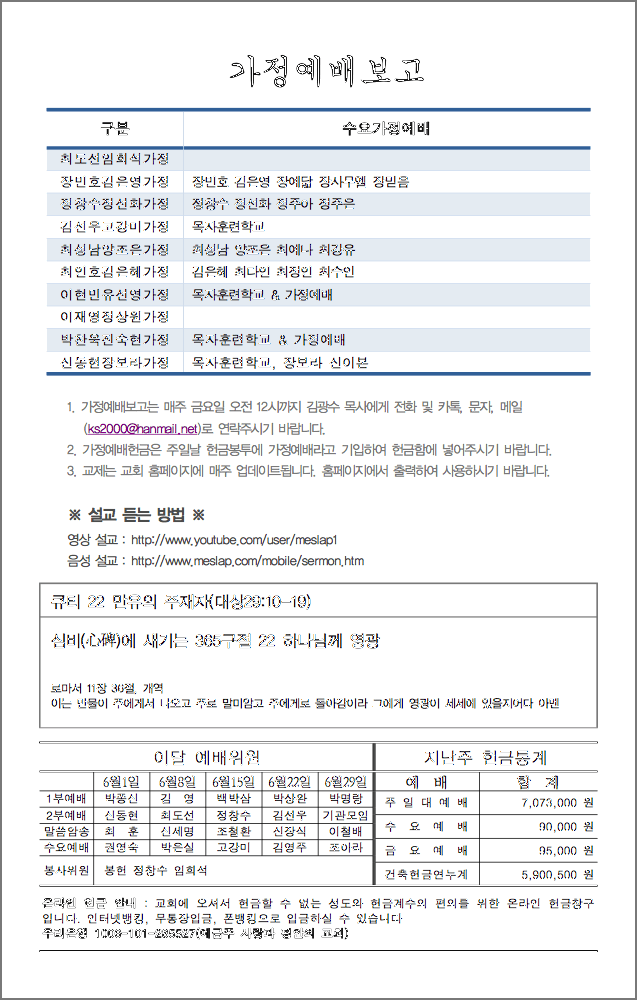 가정예배보고
구분 수요가정예배
최도선임희식가정
장민호김은영가정 장민호 김은영 장예닮 장사무엘 장믿음
정창수정선화가정 정창수 정선화 정주아 정주은
김선우고강미가정 목자훈련학교
최성남양조은가정 최성남 양조은 최예나 최강유
최인호김은혜가정 김은혜 최다인 최정인 최수인
이현민유선영가정 목자훈련학교 & 가정예배
이재영정상원가정
박찬욱신숙현가정 목자훈련학교 & 가정예배
신동현장보라가정 목자훈련학교, 장보라 신이분
1. 가정예배보고는 매주 금요일 오전 12시까지 김광수 목사에게 전화 및 카톡, 문자, 메일
(ks2000@hanmail.net)로 연락주시기 바랍니다.
2. 가정예배헌금은 주일날 헌금봉투에 가정예배라고 기입하여 헌금함에 넣어주시기 바랍니다.
3. 교제는 교회 홈페이지에 매주 업데이트됩니다. 홈페이지에서 출력하여 사용하시기 바랍니다.
※ 설교 듣는 방법 ※
영상 설교 : http://www.youtube.com/user/meslap1
음성 설교 : http://www.meslap.com/mobile/sermon.htm
큐티 22 만유의 주재자(대상29:10-19)
심비(心碑)에 새기는 365구절 22 하나님께 영광
로마서 11장 36절, 개역
이는 만물이 주에게서 나오고 주로 말미암고 주에게로 돌아감이라 그에게 영광이 세세에 있을지어다 아멘
이달 예배위원 지난주 헌금통계
6월1일 6월8일 6월15일 6월22일 6월29일 예 배 합 계
1부예배 박종신 김 영 백박삼 박상완 박명랑
주 일 대 예 배 7,073,000 원
2부예배 신동현 최도선 정창수 김선우 기관모임
말씀암송 최 훈 신세명 조철환 신장식 이철배
수 요 예 배 90,000 원
수요예배 권영숙 박은실 고강미 김영주 조아라
금 요 예 배 95,000 원
봉사위원 봉헌 정창수 임희석
건축헌금연누계 5,900,500 원
온라인 헌금 안내 : 교회에 오셔서 헌금할 수 없는 성도와 헌금계수의 편의를 위한 온라인 헌금창구
입니다. 인터넷뱅킹, 무통장입금, 폰뱅킹으로 입금하실 수 있습니다
우리은행 (예금주 사랑과 평화의 교회)